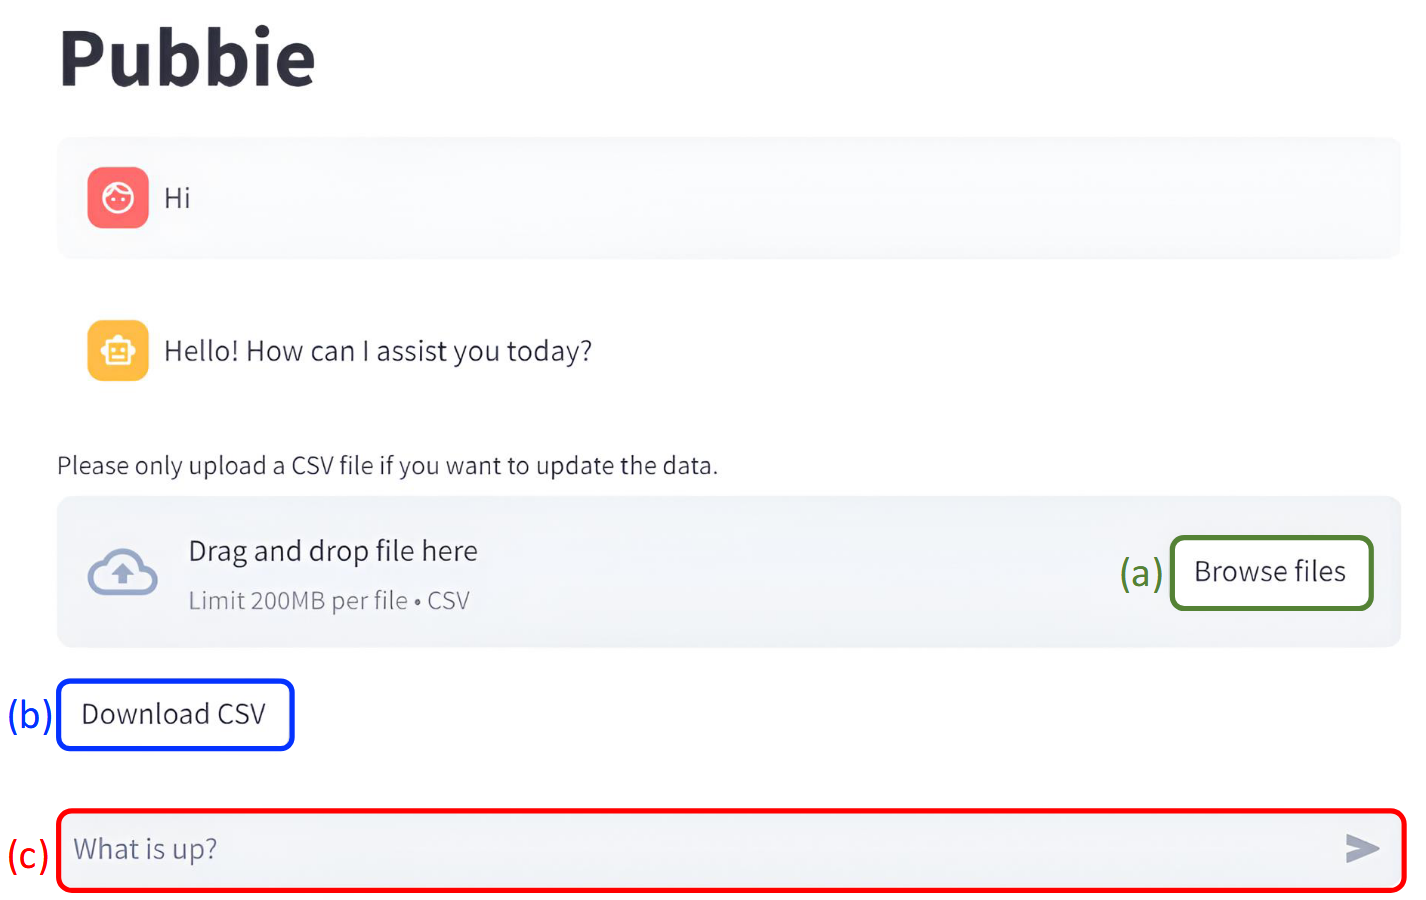 Pubbie
Hi
Hello! How can I assist you today?
Please only upload a CSV file if you want to update the data.
Drag and drop file here
Limit 200MB per file • CSV
(a) Browse files
(b) Download CSV
(c) What is up?